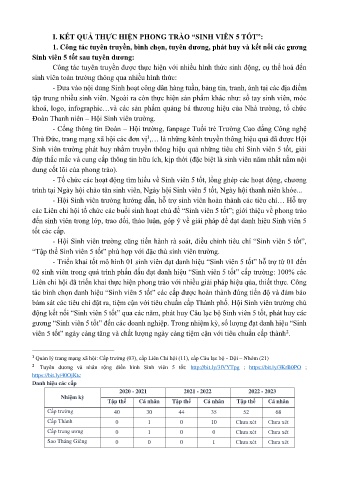 I. KẾT QUẢ THỰC HIỆN PHONG TRÀO “SINH VIÊN 5 TỐT”:
1. Công tác tuyên truyền, bình chọn, tuyên dương, phát huy và kết nối các gương
Sinh viên 5 tốt sau tuyên dương:
Công tác tuyên truyền được thực hiện với nhiều hình thức sinh động, cụ thể hoá đến
sinh viên toàn trường thông qua nhiều hình thức:
- Đưa vào nội dung Sinh hoạt công dân hàng tuần, bảng tin, tranh, ảnh tại các địa điểm
tập trung nhiều sinh viên. Ngoài ra còn thực hiện sản phẩm khác như: sổ tay sinh viên, móc
khoá, logo, infographic…và các sản phẩm quảng bá thương hiệu của Nhà trường, tổ chức
Đoàn Thanh niên – Hội Sinh viên trường.
- Cổng thông tin Đoàn – Hội trường, fanpage Tuổi trẻ Trường Cao đẳng Công nghệ
Thủ Đức, trang mạng xã hội các đơn vị¹,… là những kênh truyền thông hiệu quả đã được Hội
Sinh viên trường phát huy nhằm truyền thông hiệu quả những tiêu chí Sinh viên 5 tốt, giải
đáp thắc mắc và cung cấp thông tin hữu ích, kịp thời (đặc biệt là sinh viên năm nhất nắm nội
dung cốt lõi của phong trào).
- Tổ chức các hoạt động tìm hiểu về Sinh viên 5 tốt, lồng ghép các hoạt động, chương
trình tại Ngày hội chào tân sinh viên, Ngày hội Sinh viên 5 tốt, Ngày hội thanh niên khỏe...
- Hội Sinh viên trường hướng dẫn, hỗ trợ sinh viên hoàn thành các tiêu chí… Hỗ trợ
các Liên chi hội tổ chức các buổi sinh hoạt chủ đề “Sinh viên 5 tốt”; giới thiệu về phong trào
đến sinh viên trong lớp, trao đổi, thảo luận, góp ý về giải pháp để đạt danh hiệu Sinh viên 5
tốt các cấp.
- Hội Sinh viên trường cũng tiến hành rà soát, điều chỉnh tiêu chí “Sinh viên 5 tốt”,
“Tập thể Sinh viên 5 tốt” phù hợp với đặc thù sinh viên trường.
- Triển khai tốt mô hình 01 sinh viên đạt danh hiệu “Sinh viên 5 tốt” hỗ trợ từ 01 đến
02 sinh viên trong quá trình phấn đấu đạt danh hiệu “Sinh viên 5 tốt” cấp trường: 100% các
Liên chi hội đã triển khai thực hiện phong trào với nhiều giải pháp hiệu quả, thiết thực. Công
tác bình chọn danh hiệu “Sinh viên 5 tốt” các cấp được hoàn thành đúng tiến độ và đảm bảo
bám sát các tiêu chí đặt ra, tiệm cận với tiêu chuẩn cấp Thành phố. Hội Sinh viên trường chủ
động kết nối “Sinh viên 5 tốt” qua các năm, phát huy Câu lạc bộ Sinh viên 5 tốt, phát huy các
gương “Sinh viên 5 tốt” đến các doanh nghiệp. Trong nhiệm kỳ, số lượng đạt danh hiệu “Sinh
viên 5 tốt” ngày càng tăng và chất lượng ngày càng tiệm cận với tiêu chuẩn cấp thành².
¹ Quản lý trang mạng xã hội: Cấp trường (03), cấp Liên Chi hội (11), cấp Câu lạc bộ – Đội – Nhóm (21)
² Tuyên dương và nhân rộng điển hình Sinh viên 5 tốt:
Danh hiệu các cấp
Nhiệm kỳ 2020 - 2021 2021 - 2022 2022 - 2023
Tập thể Cá nhân Tập thể Cá nhân Tập thể Cá nhân
Cấp trường 40 30 44 35 52 68
Cấp Thành 0 1 0 10 Chưa xét Chưa xét
Cấp trung ương 0 1 0 0 Chưa xét Chưa xét
Sao Tháng Giêng 0 0 0 1 Chưa xét Chưa xét